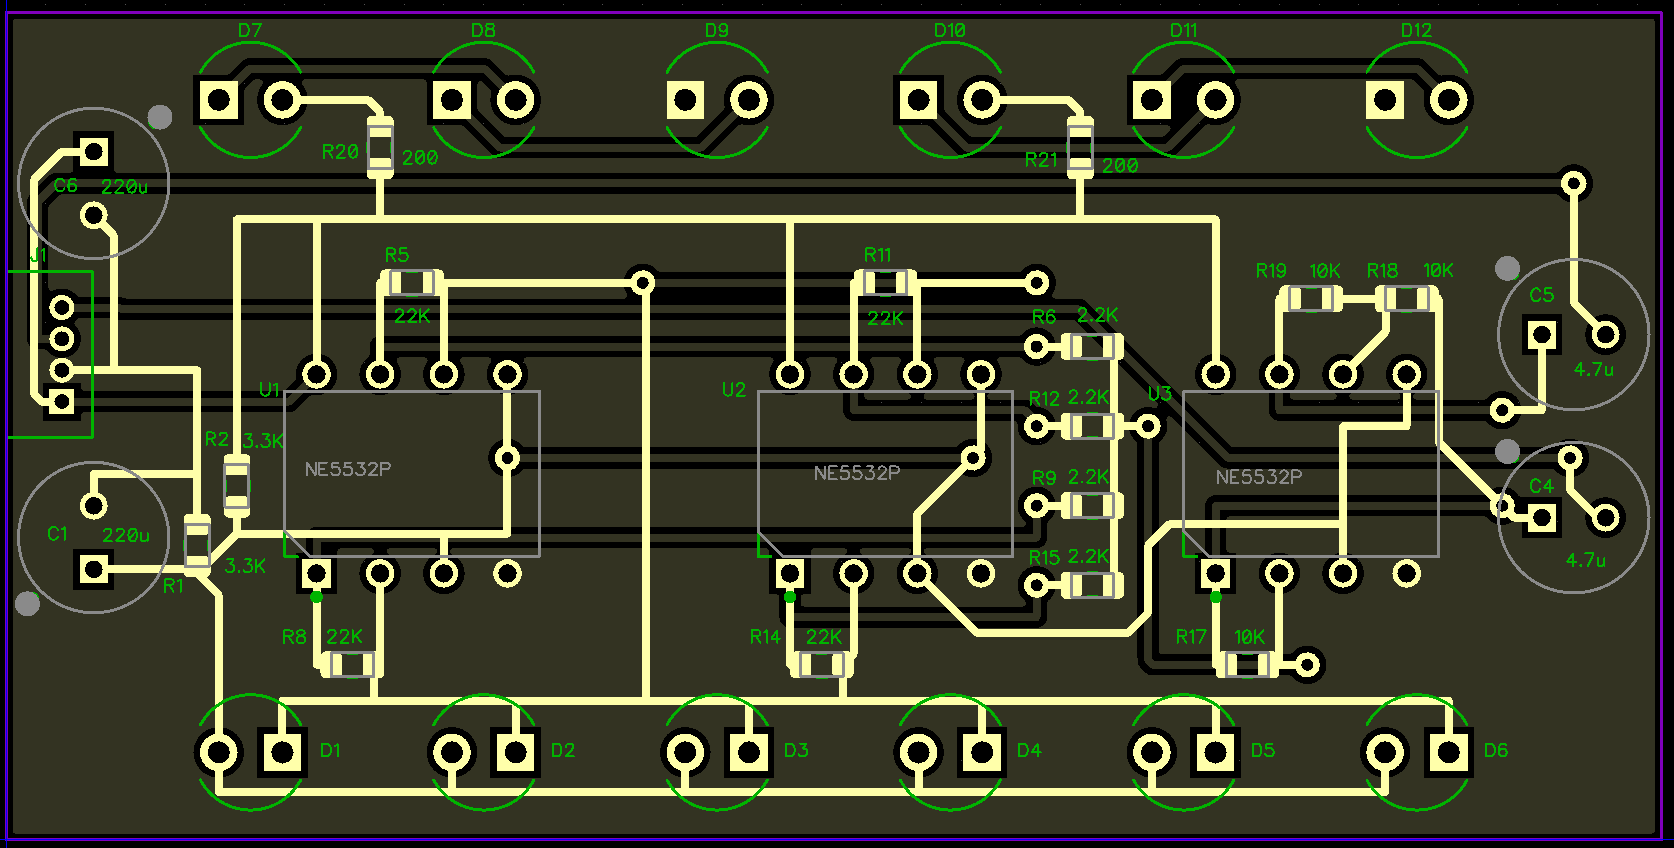 D7 D8 D9 D10 D11 D12
R20 200 R21 200
C6 220u
J1 R5 R11 R19 10K R18 10K
C5
22K 22K R6 2.2K
4.7u
U1 U2 R12 2.2K U3
R2 3.3K
NE5532P NE5532P R9 2.2K NE5532P C4
C1 220u
R1 3.3K R15 2.2K 4.7u
R8 22K R14 22K R17 10K
D1 D2 D3 D4 D5 D6